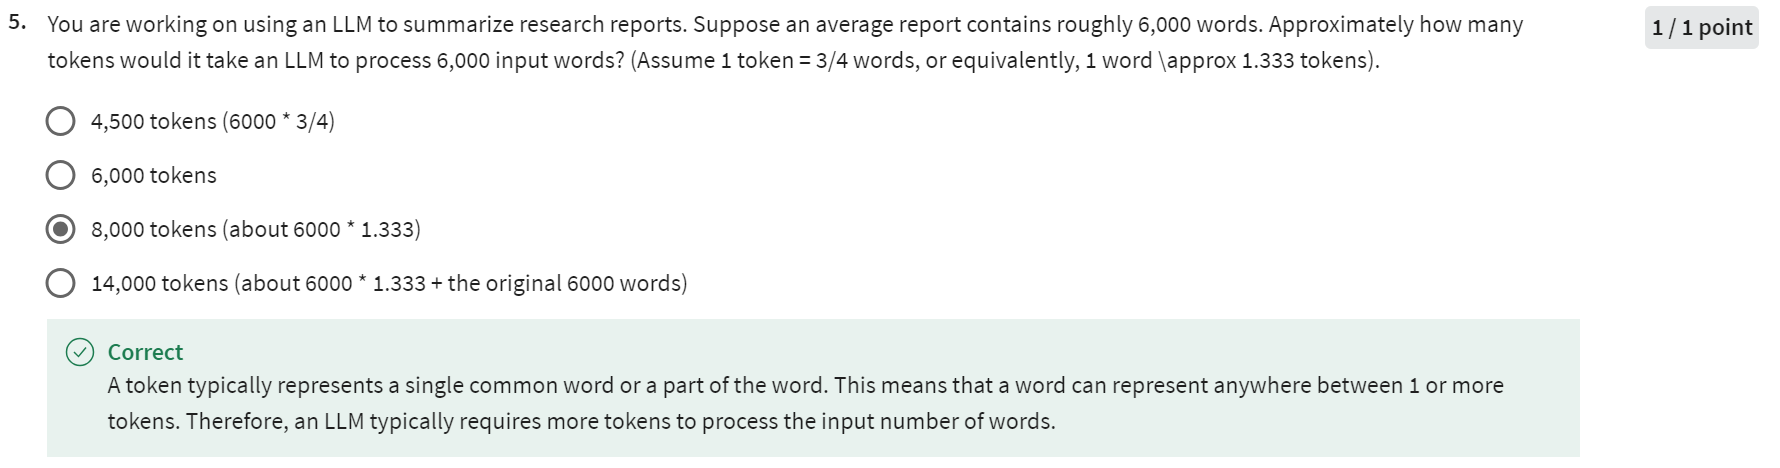 5. You are working on using an LLM to summarize research reports. Suppose an average report contains roughly 6,000 words. Approximately how many
1 / 1 point
tokens would it take an LLM to process 6,000 input words? (Assume 1 token = 3/4 words, or equivalently, 1 word \approx 1.333 tokens).
4,500 tokens (6000 * 3/4)
6,000 tokens
8,000 tokens (about 6000 * 1.333)
14,000 tokens (about 6000 * 1.333 + the original 6000 words)
Correct
A token typically represents a single common word or a part of the word. This means that a word can represent anywhere between 1 or more
tokens. Therefore, an LLM typically requires more tokens to process the input number of words.